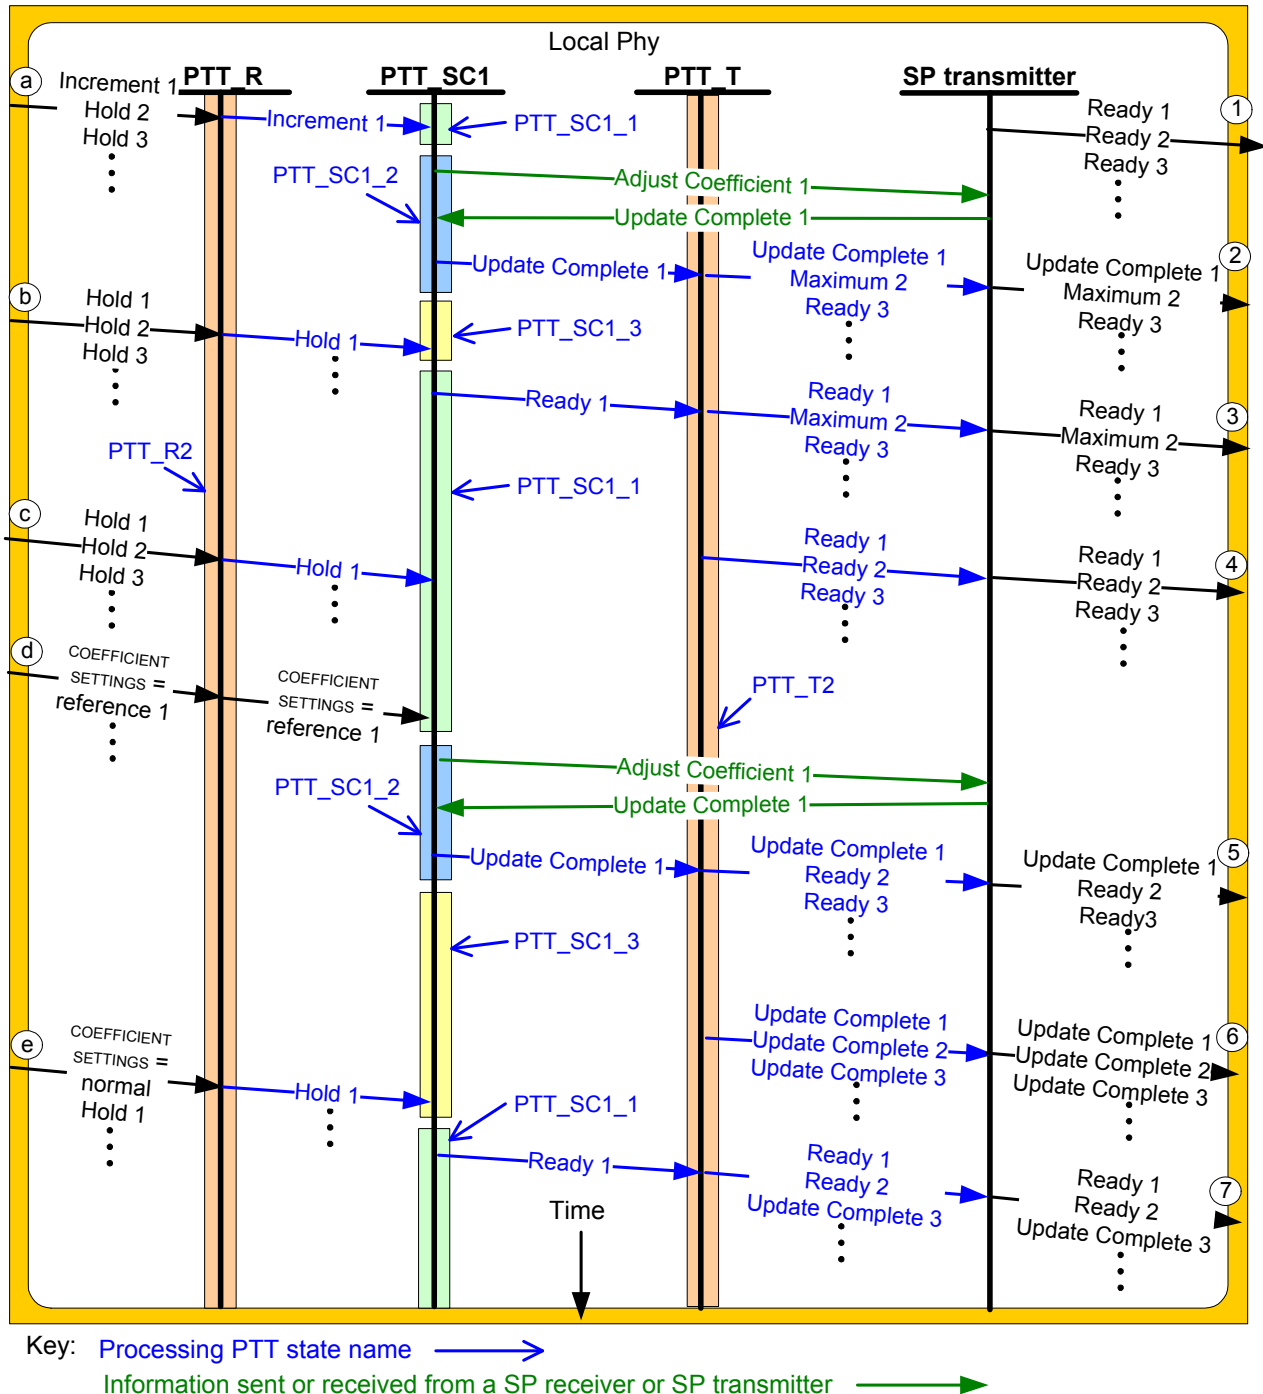 Local Phy
PTT_R
PTT_SC1
PTT_T
SP transmitter
a
Increment 1
Hold 2
Hold 3
Increment 1
PTT_SC1_1
Ready 1
Ready 2
Ready 3
1
PTT_SC1_2
Adjust Coefficient 1
Update Complete 1
Update Complete 1
Update Complete 1
Maximum 2
Ready 3
Update Complete 1
Maximum 2
Ready 3
2
b
Hold 1
Hold 2
Hold 3
Hold 1
PTT_SC1_3
Ready 1
Ready 1
Maximum 2
Ready 3
Ready 1
Maximum 2
Ready 3
3
PTT_R2
PTT_SC1_1
c
Hold 1
Hold 2
Hold 3
Hold 1
Ready 1
Ready 2
Ready 3
Ready 1
Ready 2
Ready 3
4
d
COEFFICIENT
SETTINGS =
reference 1
COEFFICIENT
SETTINGS =
reference 1
PTT_T2
Adjust Coefficient 1
PTT_SC1_2
Update Complete 1
Update Complete 1
Update Complete 1
Ready 2
Ready 3
Update Complete 1
Ready 2
Ready3
5
PTT_SC1_3
Update Complete 1
Update Complete 2
Update Complete 3
Update Complete 1
Update Complete 2
Update Complete 3
6
e
COEFFICIENT
SETTINGS =
normal
Hold 1
Hold 1
PTT_SC1_1
Ready 1
Ready 1
Ready 2
Update Complete 3
Ready 1
Ready 2
Update Complete 3
7
Time
Key: Processing PTT state name
Information sent or received from a SP receiver or SP transmitter